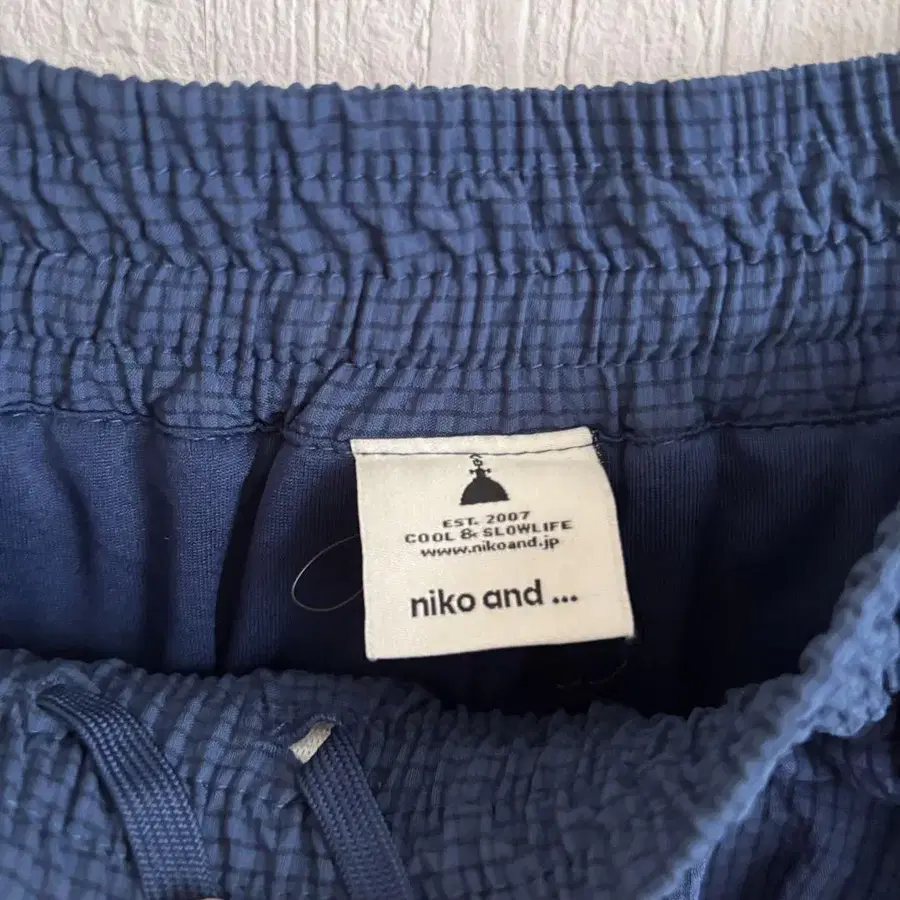 EST. 2007
COOL & SLOWLIFE
www.nikoand.jp
niko and ...